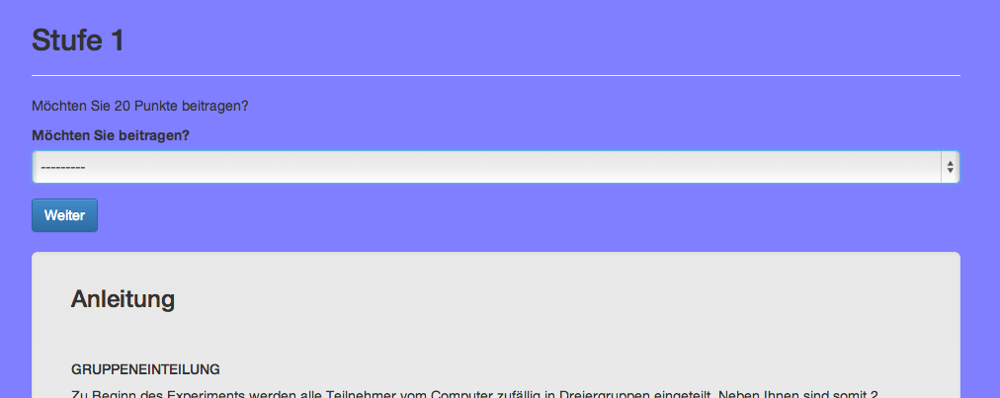 Stufe 1
Möchten Sie 20 Punkte beitragen?
Möchten Sie beitragen?
---------
Weiter
Anleitung
GRUPPENEINTEILUNG
Zu Beginn des Experiments werden alle Teilnehmer vom Computer zufällig in Dreiergruppen eingeteilt. Neben Ihnen sind somit 2